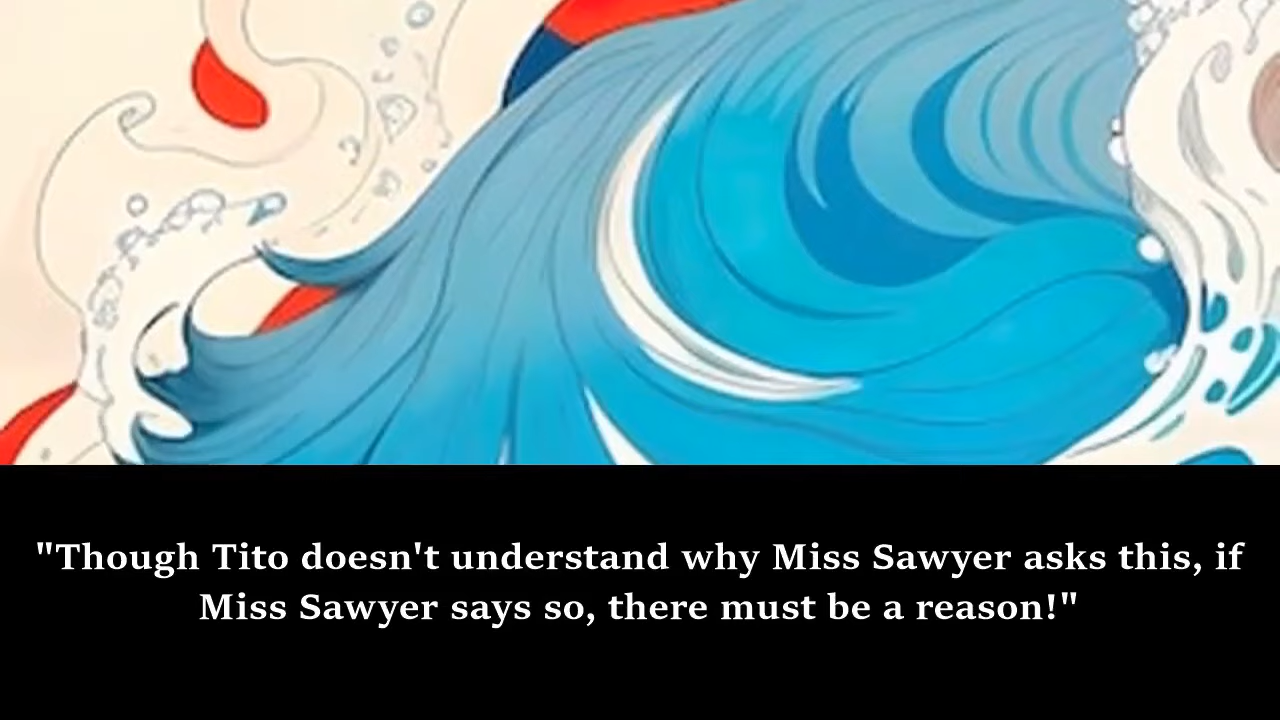 "Though Tito doesn't understand why Miss Sawyer asks this, if
Miss Sawyer says so, there must be a reason!"